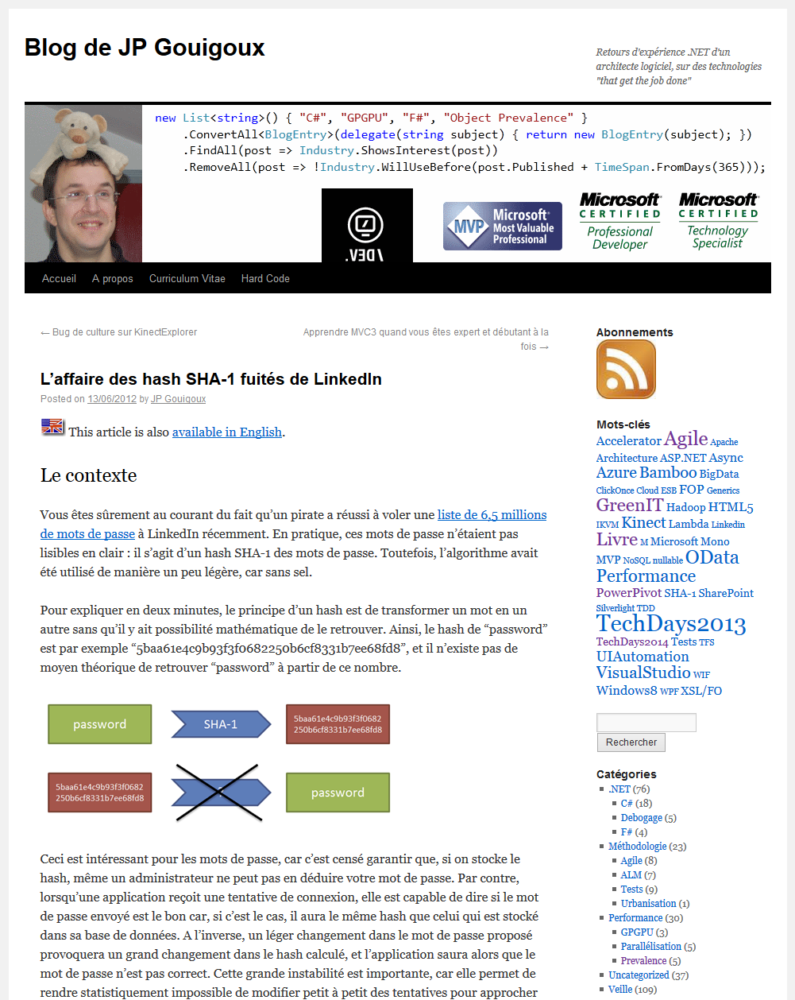 Blog de JP Gouigoux
Retours d'expérience .NET d'un
architecte logiciel, sur des technologies
"that get the job done"
new List<string>() { "C#", "GPGPU", "F#", "Object Prevalence" }
.ConvertAll<BlogEntry>(delegate(string subject) { return new BlogEntry(subject); })
.FindAll(post => Industry.ShowsInterest(post))
.RemoveAll(post => !Industry.WillUseBefore(post.Published + TimeSpan.FromDays(365)));
MVP
Microsoft®
Most Valuable
Professional
Microsoft®
CERTIFIED
Professional
Developer
Microsoft®
CERTIFIED
Technology
Specialist
Accueil A propos Curriculum Vitae Hard Code
← Bug de culture sur KinectExplorer
Apprendre MVC3 quand vous êtes expert et débutant à la
fois →
L’affaire des hash SHA-1 fuités de LinkedIn
Posted on 13/06/2012 by JP Gouigoux
This article is also available in English.
Le contexte
Vous êtes sûrement au courant du fait qu’un pirate a réussi à voler une liste de 6,5 millions
de mots de passe à LinkedIn récemment. En pratique, ces mots de passe n’étaient pas
lisibles en clair : il s’agit d’un hash SHA-1 des mots de passe. Toutefois, l’algorithme avait
été utilisé de manière un peu légère, car sans sel.
Pour expliquer en deux minutes, le principe d’un hash est de transformer un mot en un
autre sans qu’il y ait possibilité mathématique de le retrouver. Ainsi, le hash de “password”
est par exemple “5baa61e4c9b93f3f0682250b6cf8331b7ee68fd8”, et il n’existe pas de
moyen théorique de retrouver “password” à partir de ce nombre.
password
SHA-1
5baa61e4c9b93f3f0682
250b6cf8331b7ee68fd8
5baa61e4c9b93f3f0682
250b6cf8331b7ee68fd8
password
Ceci est intéressant pour les mots de passe, car c’est censé garantir que, si on stocke le
hash, même un administrateur ne peut pas en déduire votre mot de passe. Par contre,
lorsqu’une application reçoit une tentative de connexion, elle est capable de dire si le mot
de passe envoyé est le bon car, si c’est le cas, il aura le même hash que celui qui est stocké
dans sa base de données. A l’inverse, un léger changement dans le mot de passe proposé
provoquera un grand changement dans le hash calculé, et l’application saura alors que le
mot de passe n’est pas correct. Cette grande instabilité est importante, car elle permet de
rendre statistiquement impossible de modifier petit à petit des tentatives pour approcher
Abonnements
Mots-clés
Accelerator Agile Apache
Architecture ASP.NET Async
Azure Bamboo BigData
ClickOnce Cloud ESB FOP Generics
GreenIT Hadoop HTML5
IKVM Kinect Lambda Linkedin
Livre M Microsoft Mono
MVP NoSQL nullable OData
Performance
PowerPivot SHA-1 SharePoint
Silverlight TDD
TechDays2013
TechDays2014 Tests TFS
UIAutomation
VisualStudio WIF
Windows8 WPF XSL/FO
Rechercher
Catégories
.NET (76)
C# (18)
Debogage (5)
F# (4)
Méthodologie (23)
Agile (8)
ALM (7)
Tests (9)
Urbanisation (1)
Performance (30)
GPGPU (3)
Parallélisation (5)
Prevalence (5)
Uncategorized (37)
Veille (109)